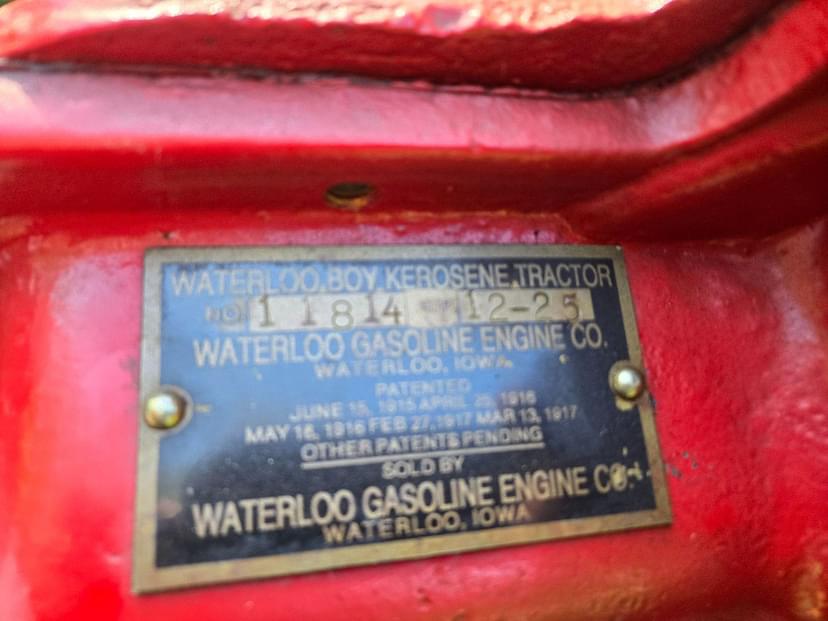 WATERLOO BOY KEROSENE TRACTOR
NO 11814 12-25
WATERLOO GASOLINE ENGINE CO.
WATERLOO, IOWA
PATENTED
JUNE 15, 1915 APRIL 25, 1916
MAY 16, 1916 FEB 27, 1917 MAR 13, 1917
OTHER PATENTS PENDING
SOLD BY
WATERLOO GASOLINE ENGINE CO.
WATERLOO, IOWA